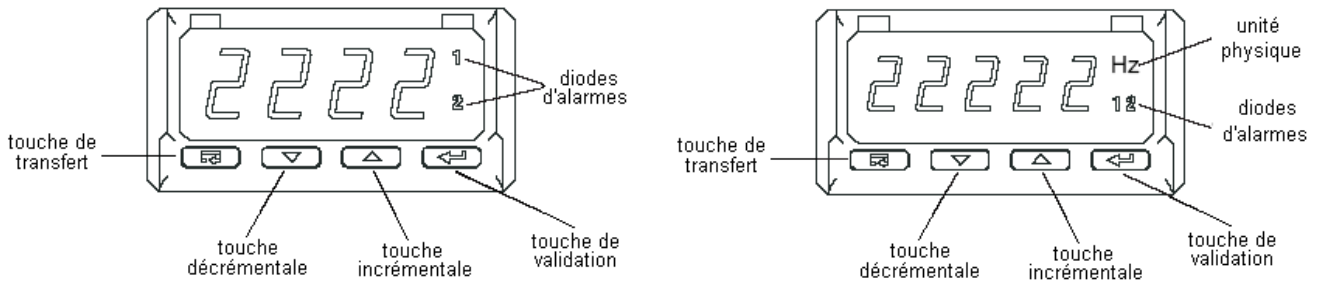 2222
1
2
diodes
d'alarmes
touche de
transfert
touche
décrémentale
touche
incrémentale
touche de
validation
22222
Hz
12
unité
physique
diodes
d'alarmes
touche de
transfert
touche
décrémentale
touche
incrémentale
touche de
validation